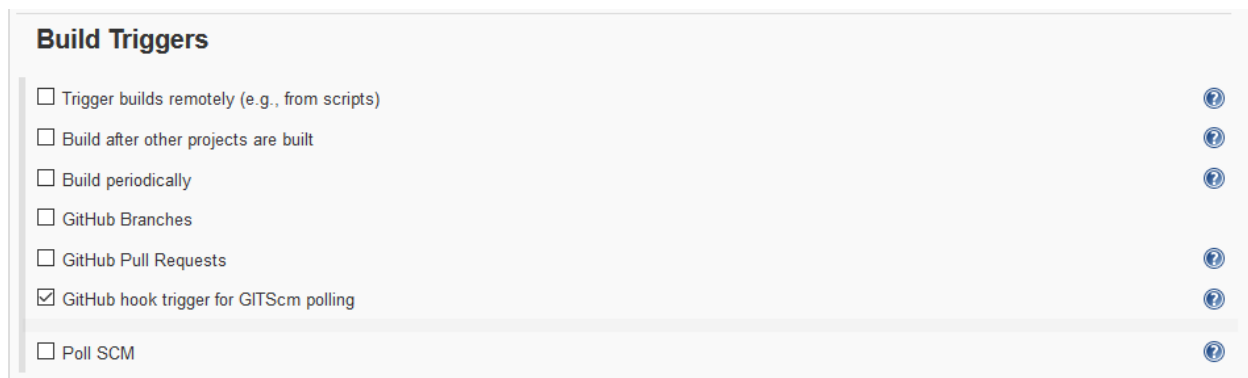 Build Triggers
Trigger builds remotely (e.g., from scripts)
Build after other projects are built
Build periodically
GitHub Branches
GitHub Pull Requests
GitHub hook trigger for GITScm polling
Poll SCM